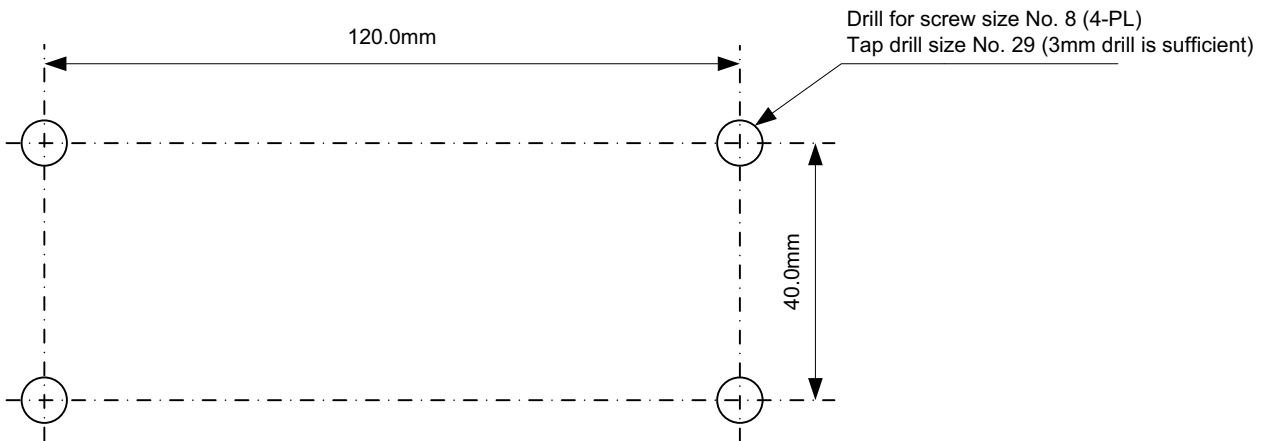 120.0mm
Drill for screw size No. 8 (4-PL)
Tap drill size No. 29 (3mm drill is sufficient)
40.0mm